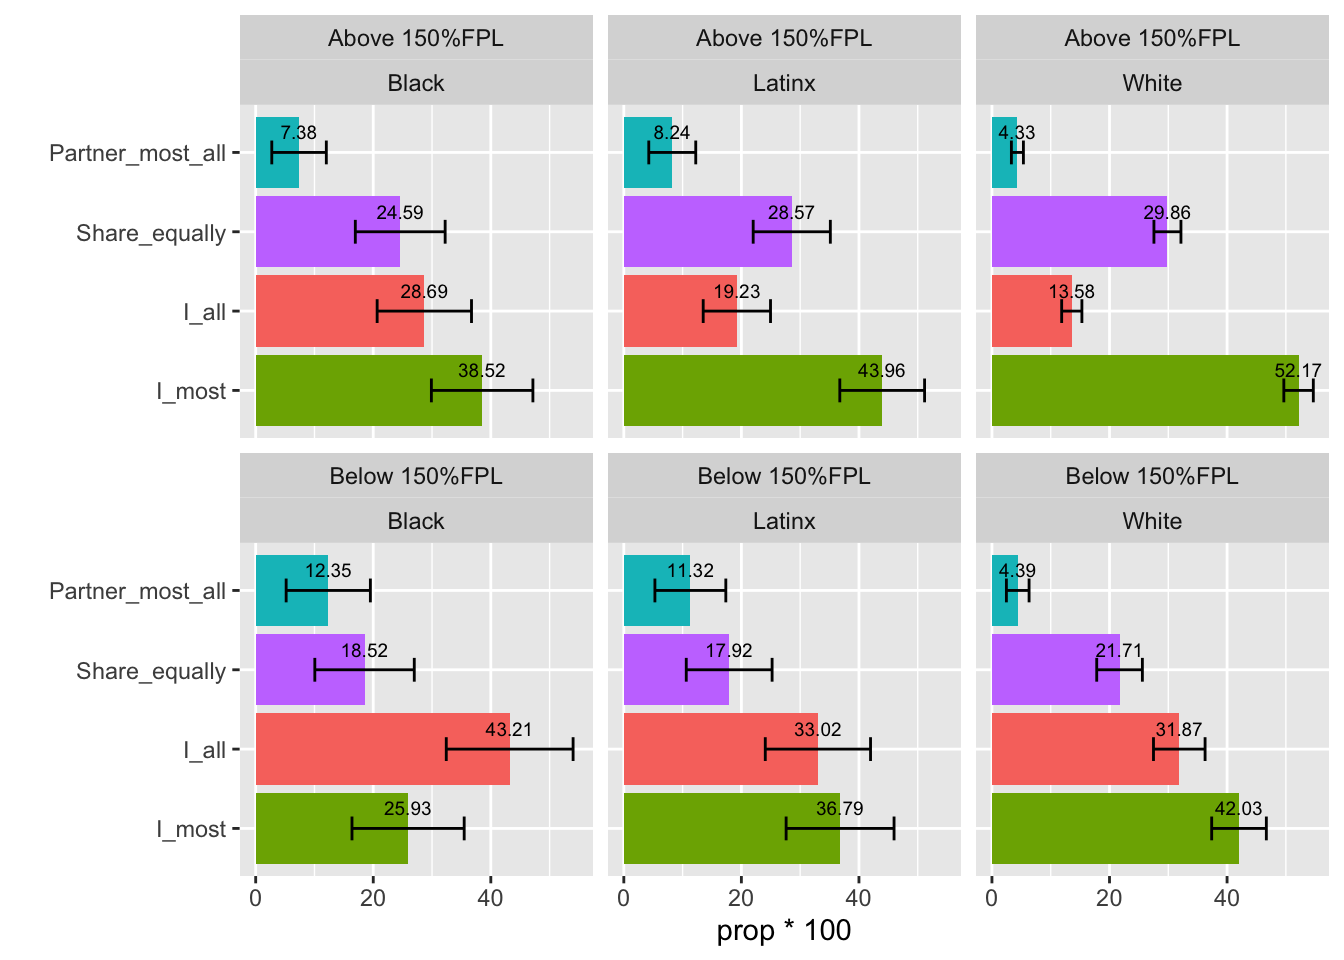 Above 150%FPL
Above 150%FPL
Above 150%FPL
Black
Latinx
White
Partner_most_all
7.38
8.24
4.33
Share_equally
24.59
28.57
29.86
I_all
28.69
19.23
13.58
I_most
38.52
43.96
52.17
Below 150%FPL
Below 150%FPL
Below 150%FPL
Black
Latinx
White
Partner_most_all
12.35
11.32
4.39
Share_equally
18.52
17.92
21.71
I_all
43.21
33.02
31.87
I_most
25.93
36.79
42.03
0 20 40
0 20 40
0 20 40
prop * 100